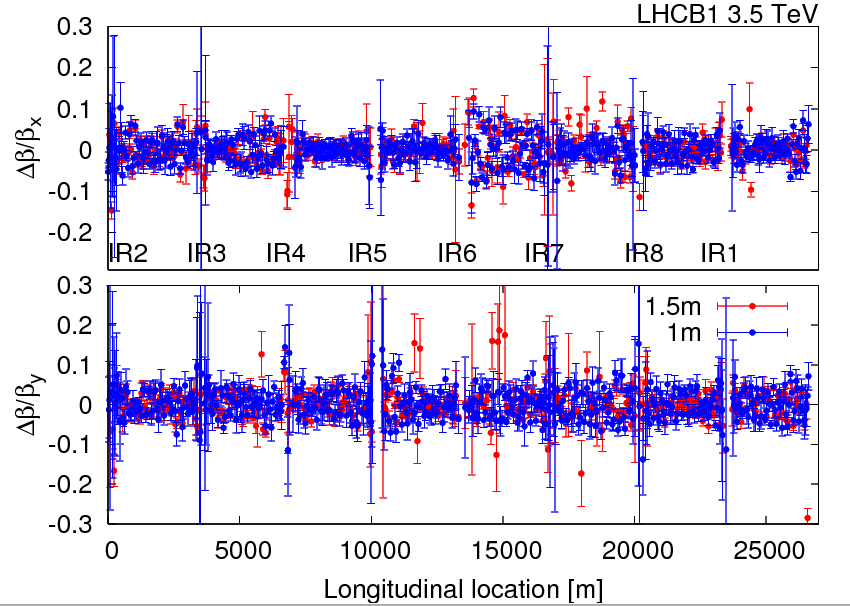 LHCB1 3.5 TeV
Δβ/βx
0.3
0.2
0.1
0
-0.1
-0.2
IR2 IR3 IR4 IR5 IR6 IR7 IR8 IR1
Δβ/βy
0.3
0.2
0.1
0
-0.1
-0.2
-0.3
1.5m
1m
0 5000 10000 15000 20000 25000
Longitudinal location [m]